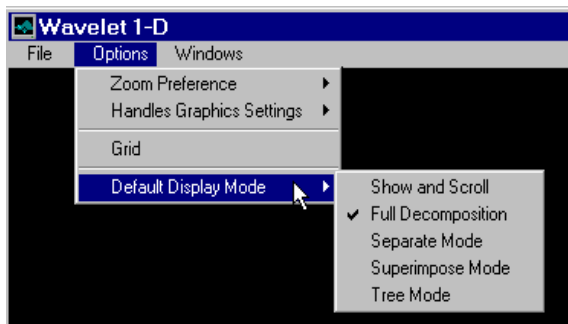 Wavelet 1-D
File Options Windows
Zoom Preference
Handles Graphics Settings
Grid
Default Display Mode
Show and Scroll
Full Decomposition
Separate Mode
Superimpose Mode
Tree Mode